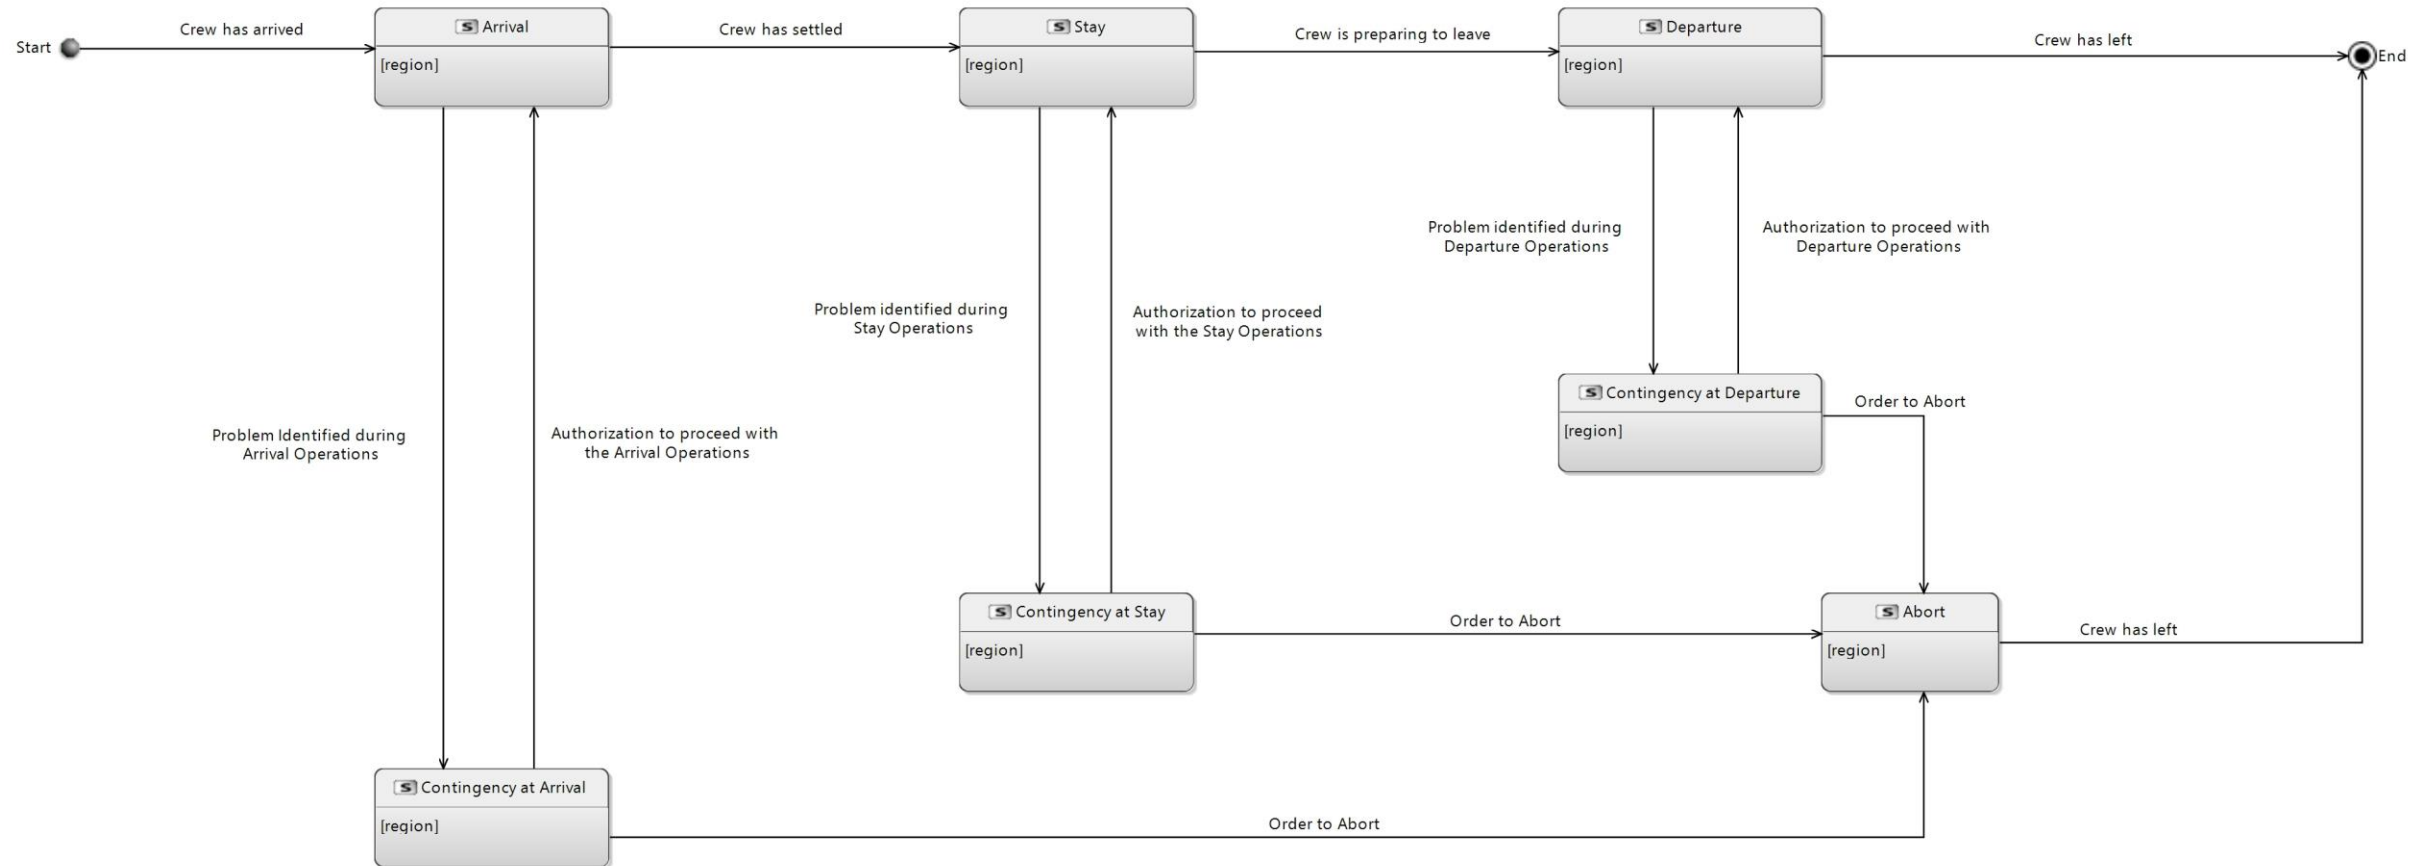 Start
Crew has arrived
S Arrival
[region]
Crew has settled
S Stay
[region]
Crew is preparing to leave
S Departure
[region]
Crew has left
End
Problem identified during
Departure Operations
Authorization to proceed with
Departure Operations
Problem identified during
Stay Operations
Authorization to proceed
with the Stay Operations
S Contingency at Departure
[region]
Order to Abort
Problem Identified during
Arrival Operations
Authorization to proceed with
the Arrival Operations
S Contingency at Stay
[region]
Order to Abort
S Abort
[region]
Crew has left
S Contingency at Arrival
[region]
Order to Abort